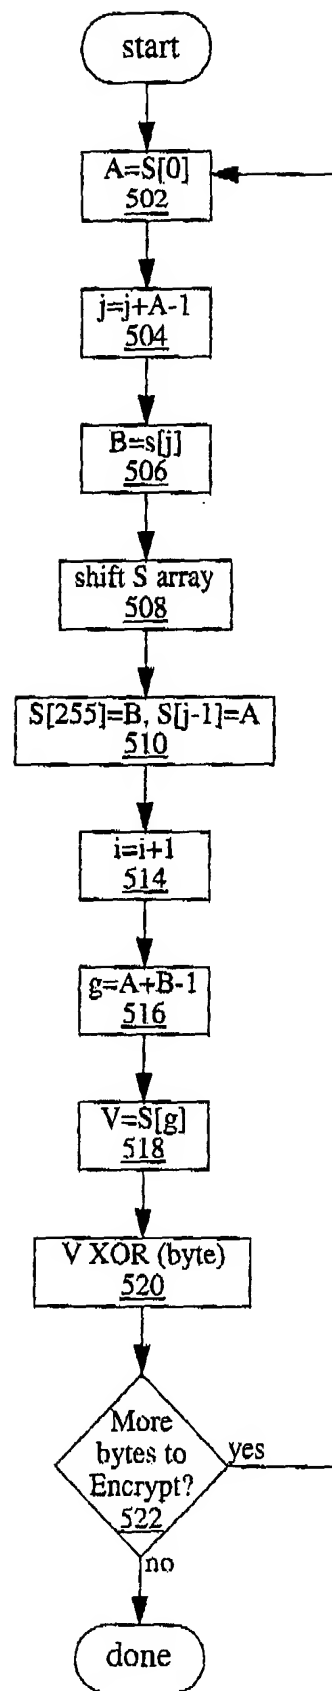 start
A=S[0]
502
j=j+A-1
504
B=s[j]
506
shift S array
508
S[255]=B, S[j-1]=A
510
i=i+1
514
g=A+B-1
516
V=S[g]
518
V XOR (byte)
520
More
bytes to
Encrypt?
522
yes
no
done